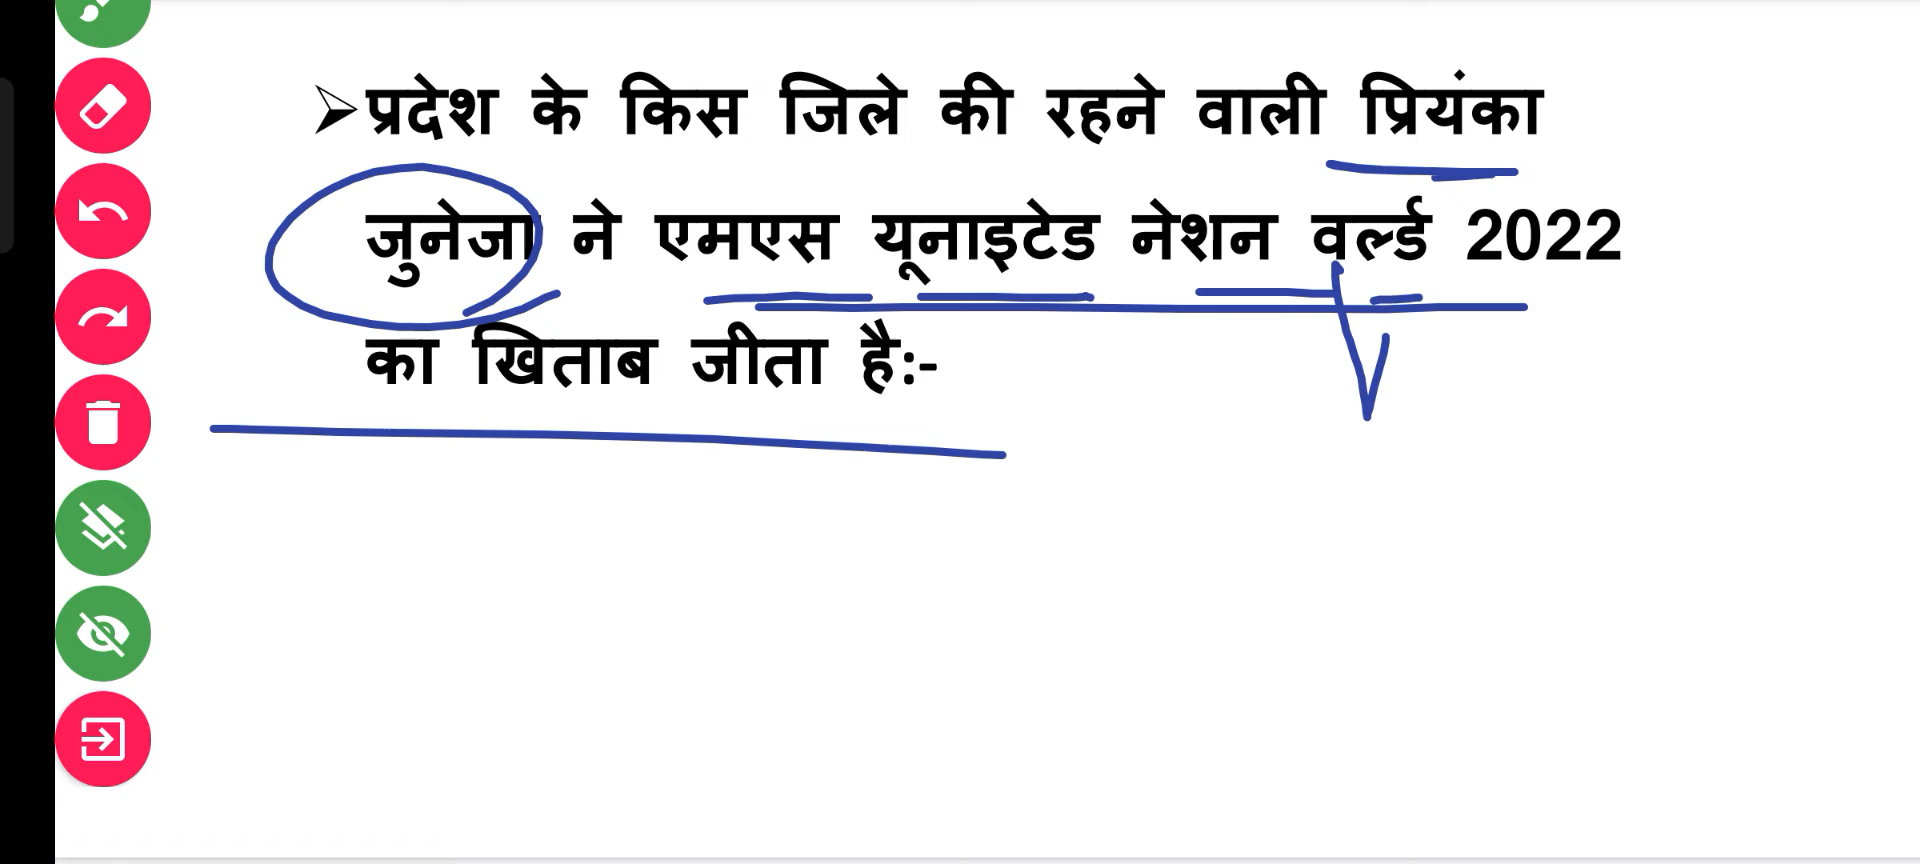 ➢प्रदेश के किस जिले की रहने वाली प्रियंका
जुनेजा ने एमएस यूनाइटेड नेशन वर्ल्ड 2022
का खिताब जीता है:-